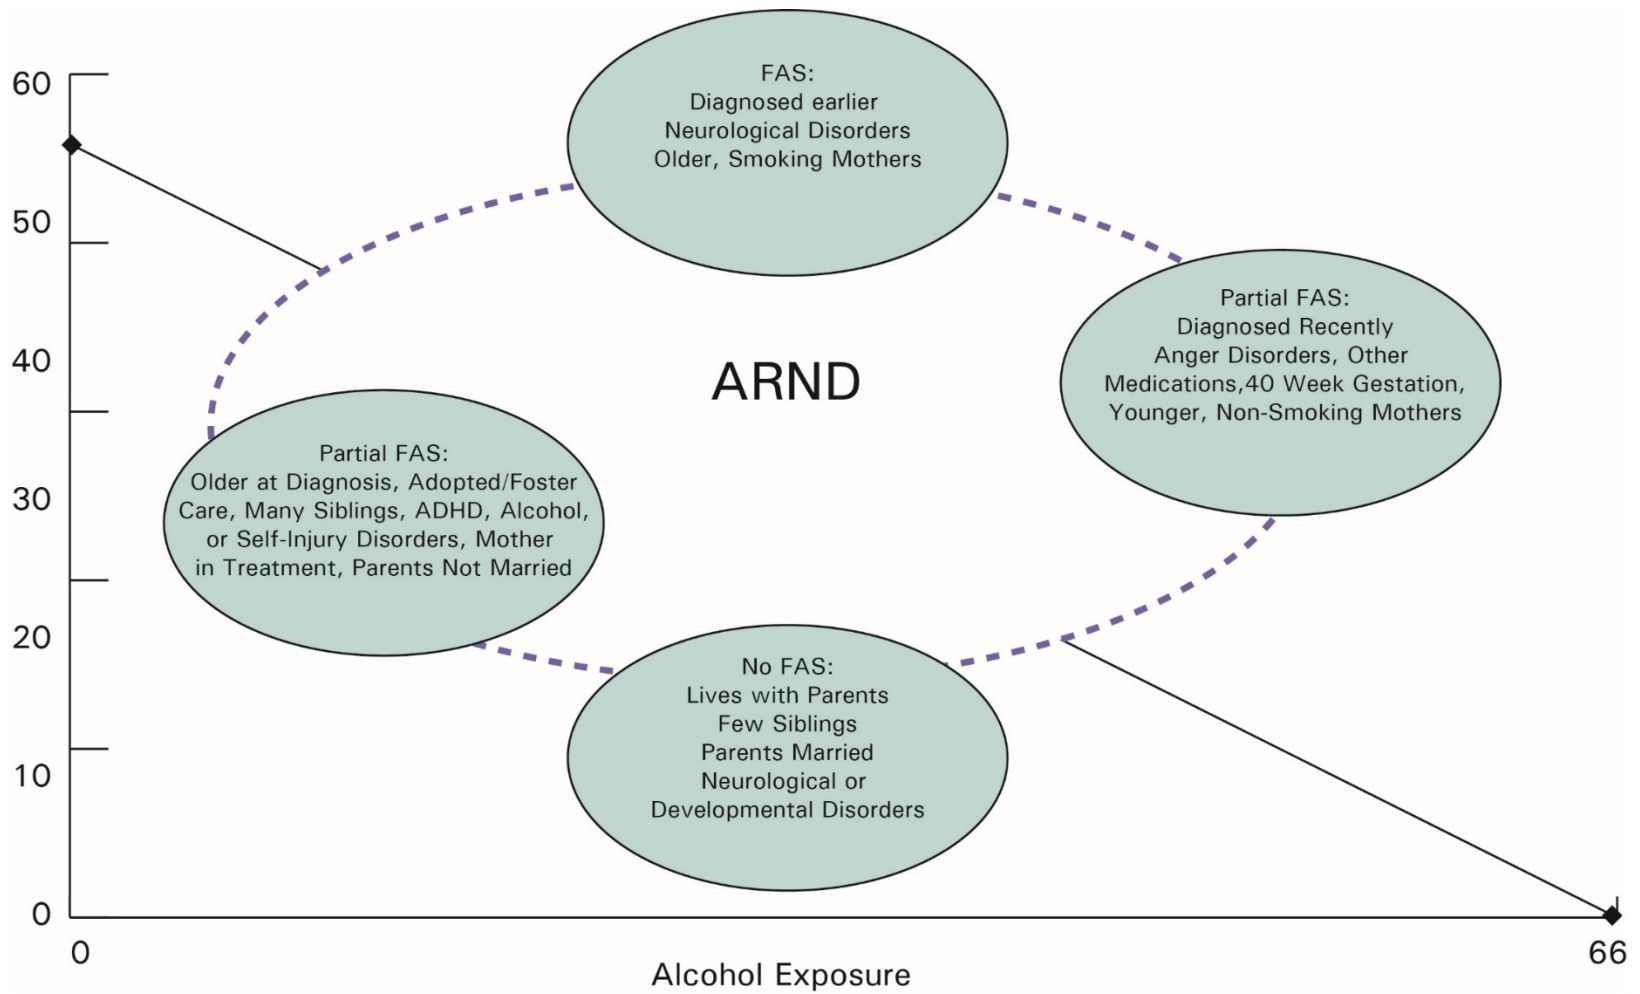 60
50
40
30
20
10
0
FAS:
Diagnosed earlier
Neurological Disorders
Older, Smoking Mothers
Partial FAS:
Diagnosed Recently
Anger Disorders, Other
Medications,40 Week Gestation,
Younger, Non-Smoking Mothers
ARND
Partial FAS:
Older at Diagnosis, Adopted/Foster
Care, Many Siblings, ADHD, Alcohol,
or Self-Injury Disorders, Mother
in Treatment, Parents Not Married
No FAS:
Lives with Parents
Few Siblings
Parents Married
Neurological or
Developmental Disorders
0
66
Alcohol Exposure